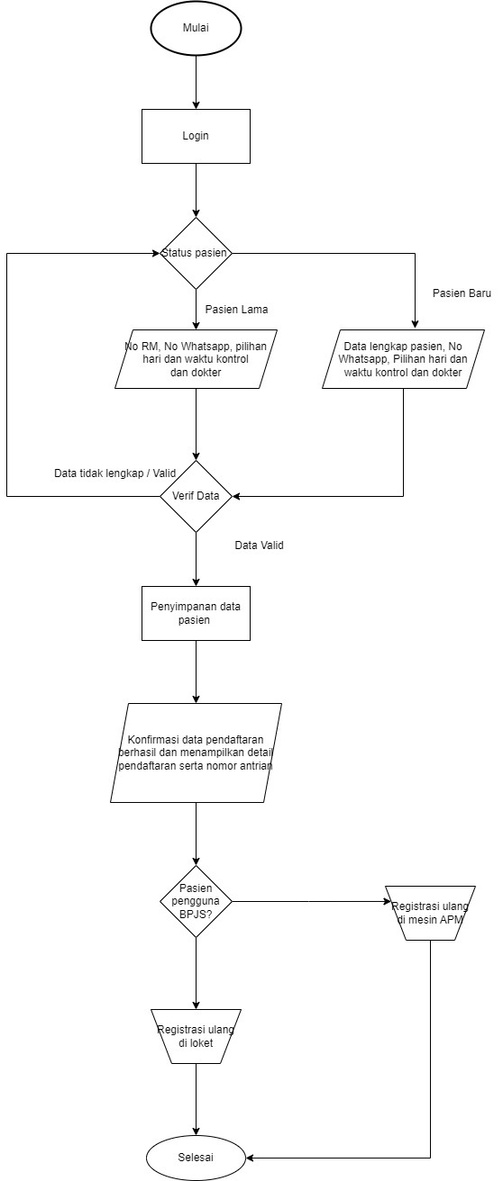 Mulai
Login
Status pasien
Pasien Lama
Pasien Baru
No RM, No Whatsapp, pilihan
hari dan waktu kontrol
dan dokter
Data lengkap pasien, No
Whatsapp, Pilihan hari dan
waktu kontrol dan dokter
Data tidak lengkap / Valid
Verif Data
Data Valid
Penyimpanan data
pasien
Konfirmasi data pendaftaran
berhasil dan menampilkan detail
pendaftaran serta nomor antrian
Pasien
pengguna
BPJS?
Registrasi ulang
di mesin APM
Registrasi ulang
di loket
Selesai